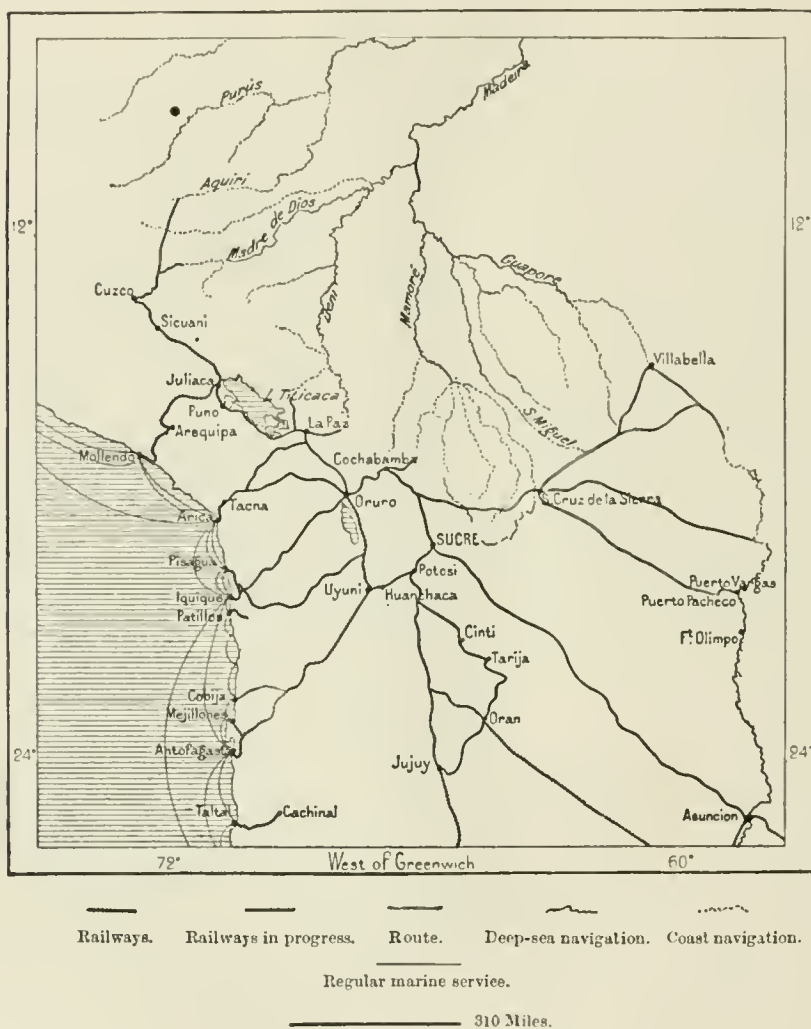 Madeira
Purús
Aquiri
12°
12°
Madre de Dios
Guapore
Beni
Mamoré
Cuzco
Sicuani
Villabella
Juliaca
L. Titicaca
Puno
La Paz
S. Miguel
Arequipa
Mollendo
Cochabamba
Tacna
Oruro
S. Cruz de la Sierra
Arica
SUCRE
Pisagua
Potosi
Puerto Vargas
Iquique
Uyuni
Huanchaca
Puerto Pacheco
Patillos
Cinti
Ft. Olimpo
Tarija
Cobija
Mejillones
Oran
Antofagasta
24°
24°
Jujuy
Taltal
Cachinal
Asuncion
72°
West of Greenwich
60°
Railways. Railways in progress. Route. Deep-sea navigation. Coast navigation.
Regular marine service.
310 Miles.